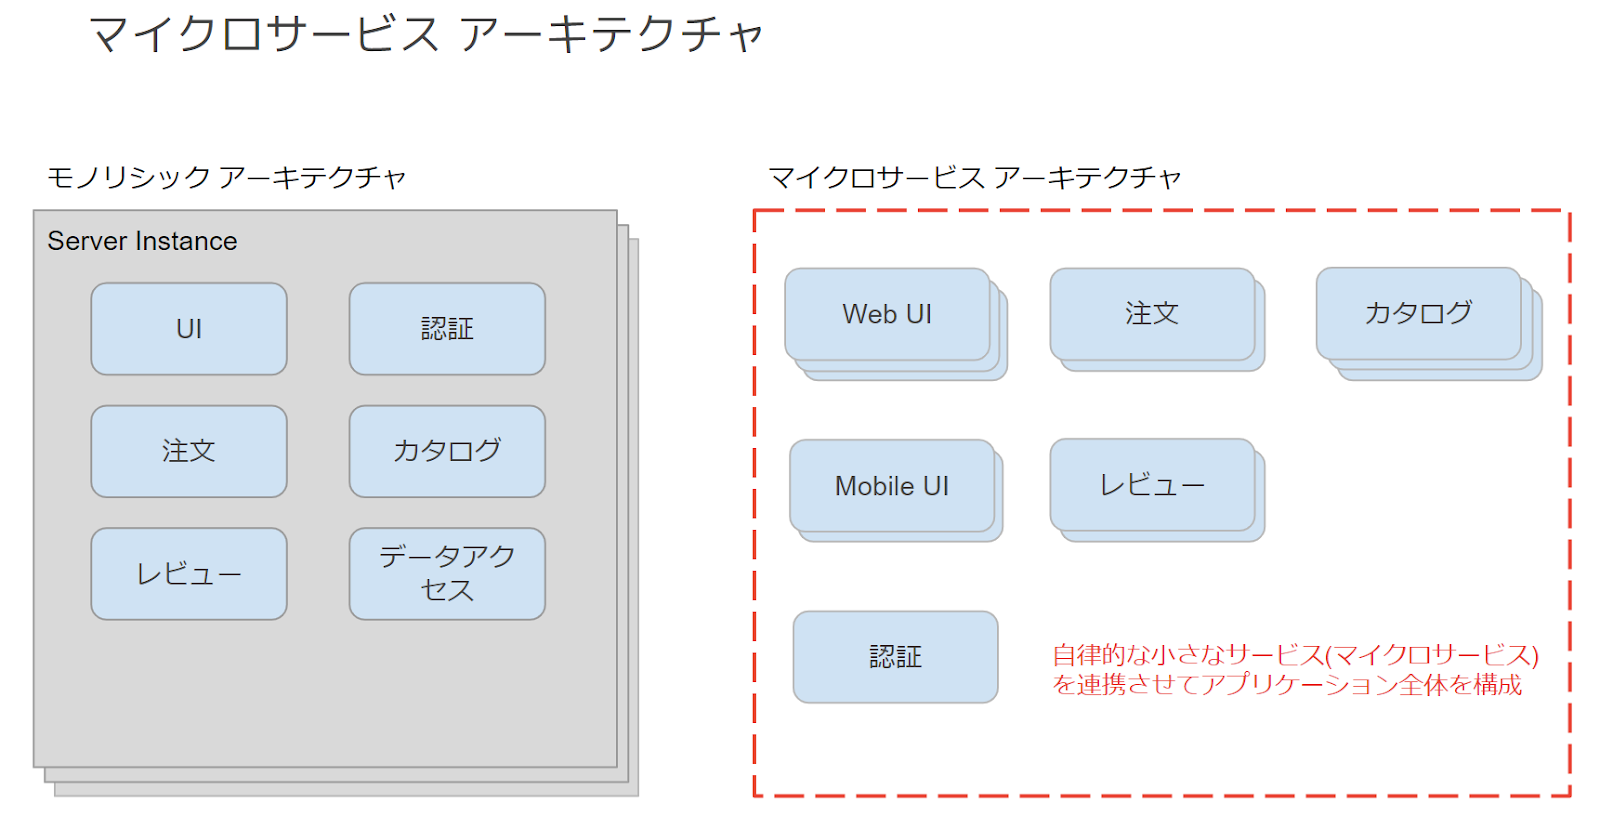 マイクロサービス アーキテクチャ
モノリシック アーキテクチャ
Server Instance
UI
認証
注文
カタログ
レビュー
データアク
セス
マイクロサービス アーキテクチャ
Web UI
注文
カタログ
Mobile UI
レビュー
認証
自律的な小さなサービス(マイクロサービス)
を連携させてアプリケーション全体を構成